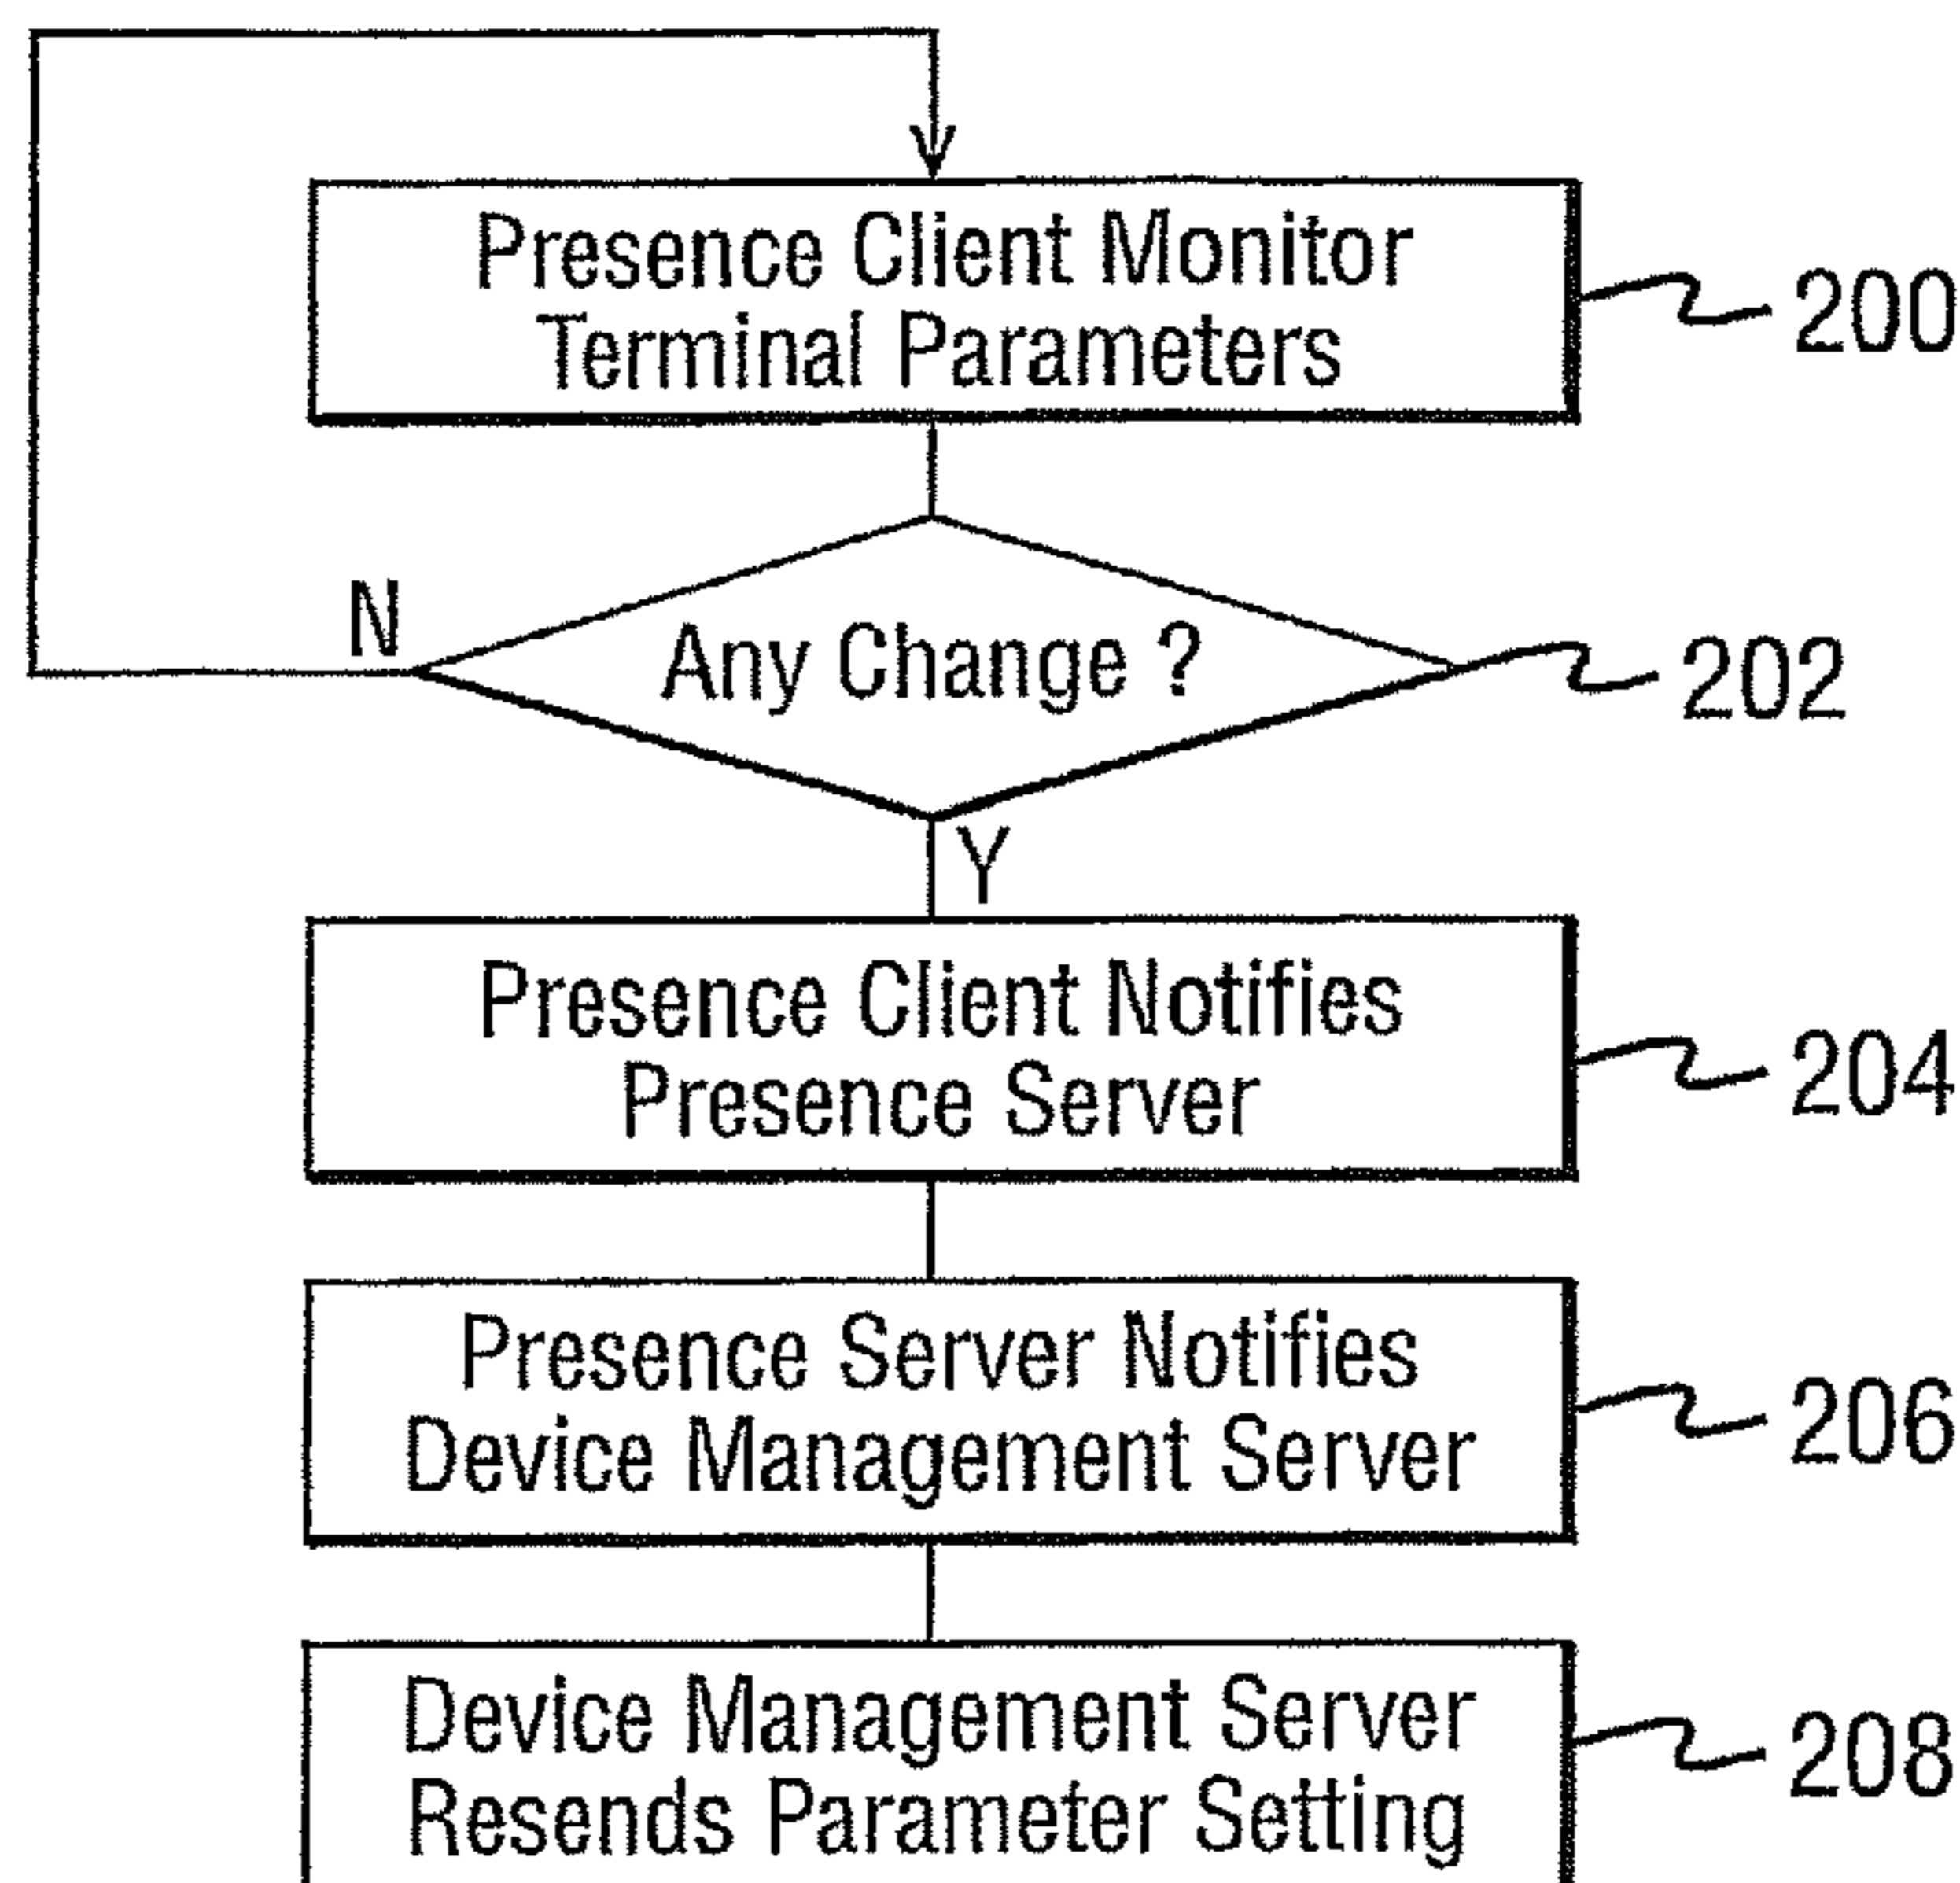 Presence Client Monitor
Terminal Parameters
200
N
Any Change ?
202
Y
Presence Client Notifies
Presence Server
204
Presence Server Notifies
Device Management Server
206
Device Management Server
Resends Parameter Setting
208